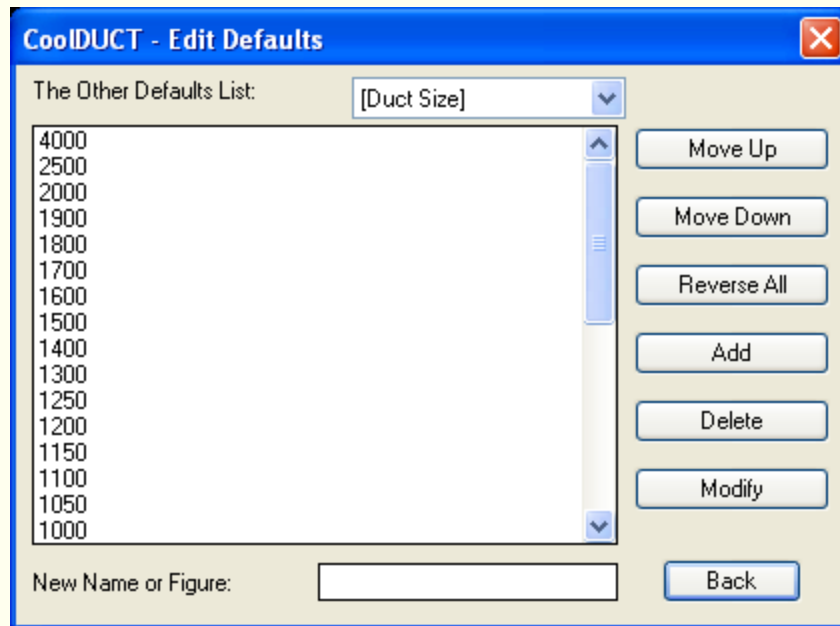 CoolDUCT - Edit Defaults
The Other Defaults List:
[Duct Size]
4000
2500
2000
1900
1800
1700
1600
1500
1400
1300
1250
1200
1150
1100
1050
1000
Move Up
Move Down
Reverse All
Add
Delete
Modify
New Name or Figure:
Back